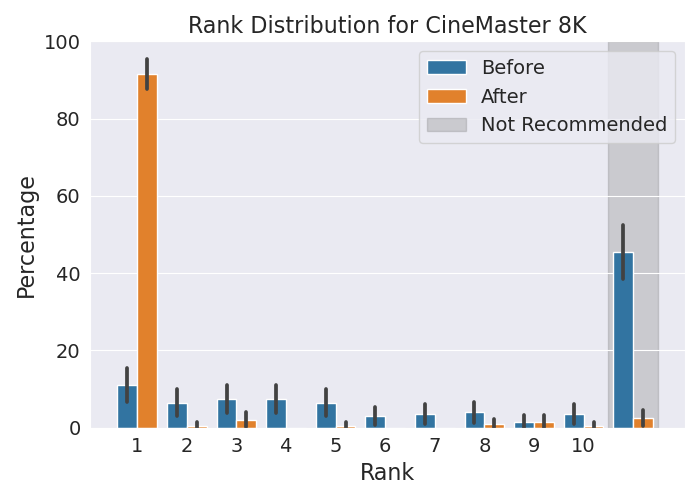 Rank Distribution for CineMaster 8K
100
80
60
40
20
0
Percentage
Before
After
Not Recommended
1 2 3 4 5 6 7 8 9 10
Rank